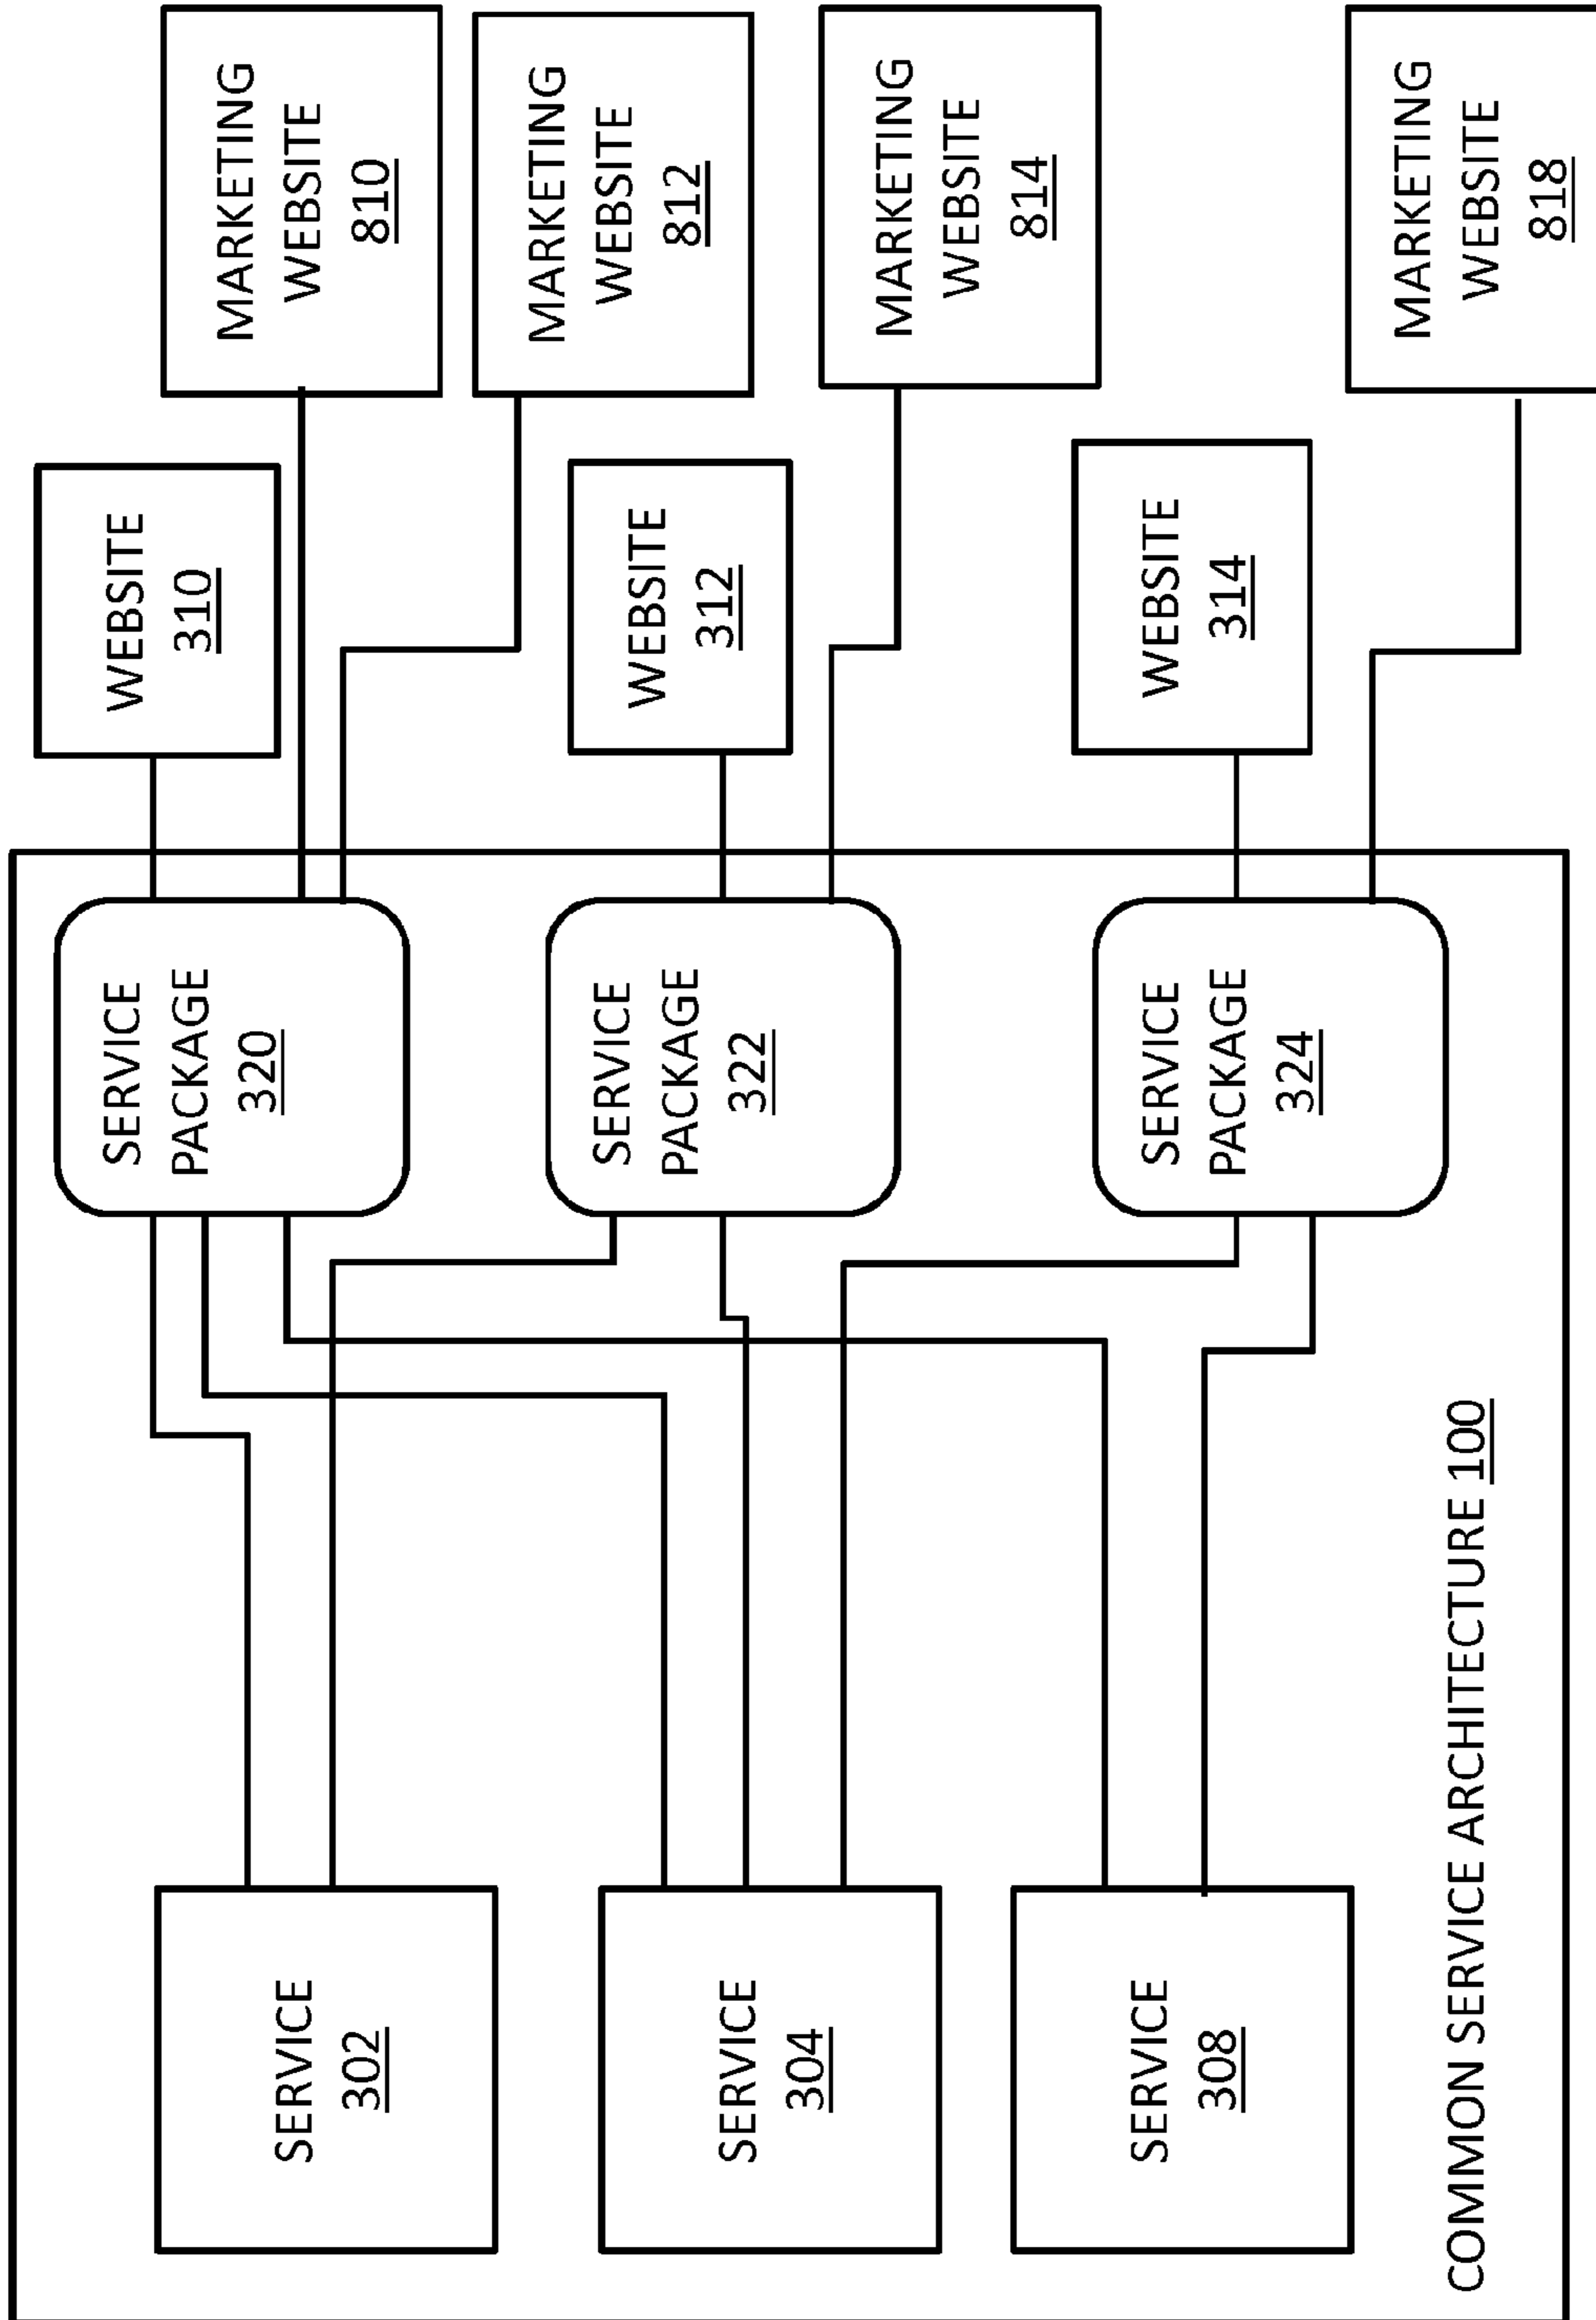 SERVICE
302
SERVICE
304
SERVICE
308
COMMON SERVICE ARCHITECTURE 100
SERVICE
PACKAGE
320
SERVICE
PACKAGE
322
SERVICE
PACKAGE
324
WEBSITE
310
WEBSITE
312
WEBSITE
314
MARKETING
WEBSITE
810
MARKETING
WEBSITE
812
MARKETING
WEBSITE
814
MARKETING
WEBSITE
818